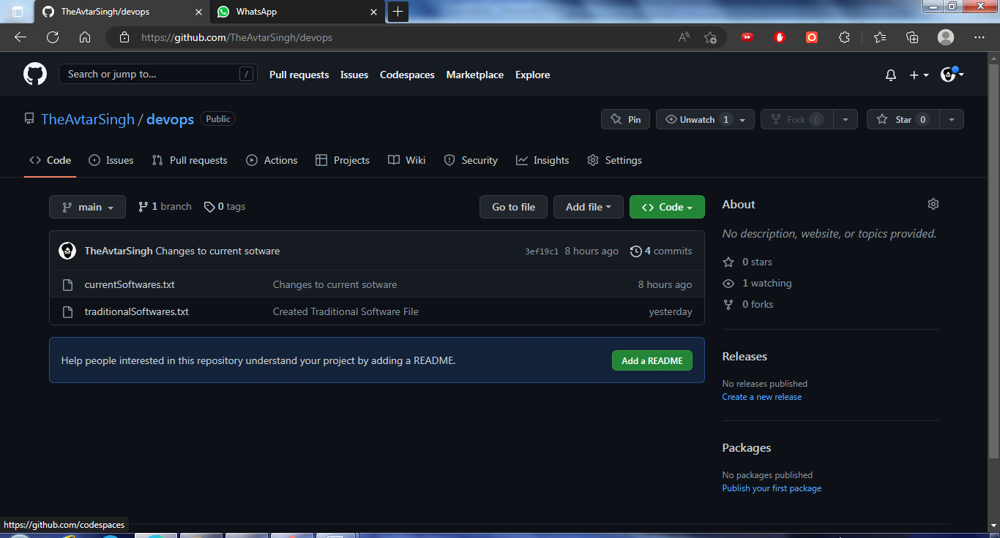 TheAvtarSingh/devops
WhatsApp
https://github.com/TheAvtarSingh/devops
Search or jump to...
/
Pull requests
Issues
Codespaces
Marketplace
Explore
TheAvtarSingh / devops
Public
Pin
Unwatch 1
Fork 0
Star 0
Code
Issues
Pull requests
Actions
Projects
Wiki
Security
Insights
Settings
main
1 branch
0 tags
Go to file
Add file
Code
TheAvtarSingh Changes to current sotware
3ef19c1 8 hours ago
4 commits
currentSoftwares.txt
Changes to current sotware
8 hours ago
traditionalSoftwares.txt
Created Traditional Software File
yesterday
Help people interested in this repository understand your project by adding a README.
Add a README
About
No description, website, or topics provided.
0 stars
1 watching
0 forks
Releases
No releases published
Create a new release
Packages
No packages published
Publish your first package
https://github.com/codespaces